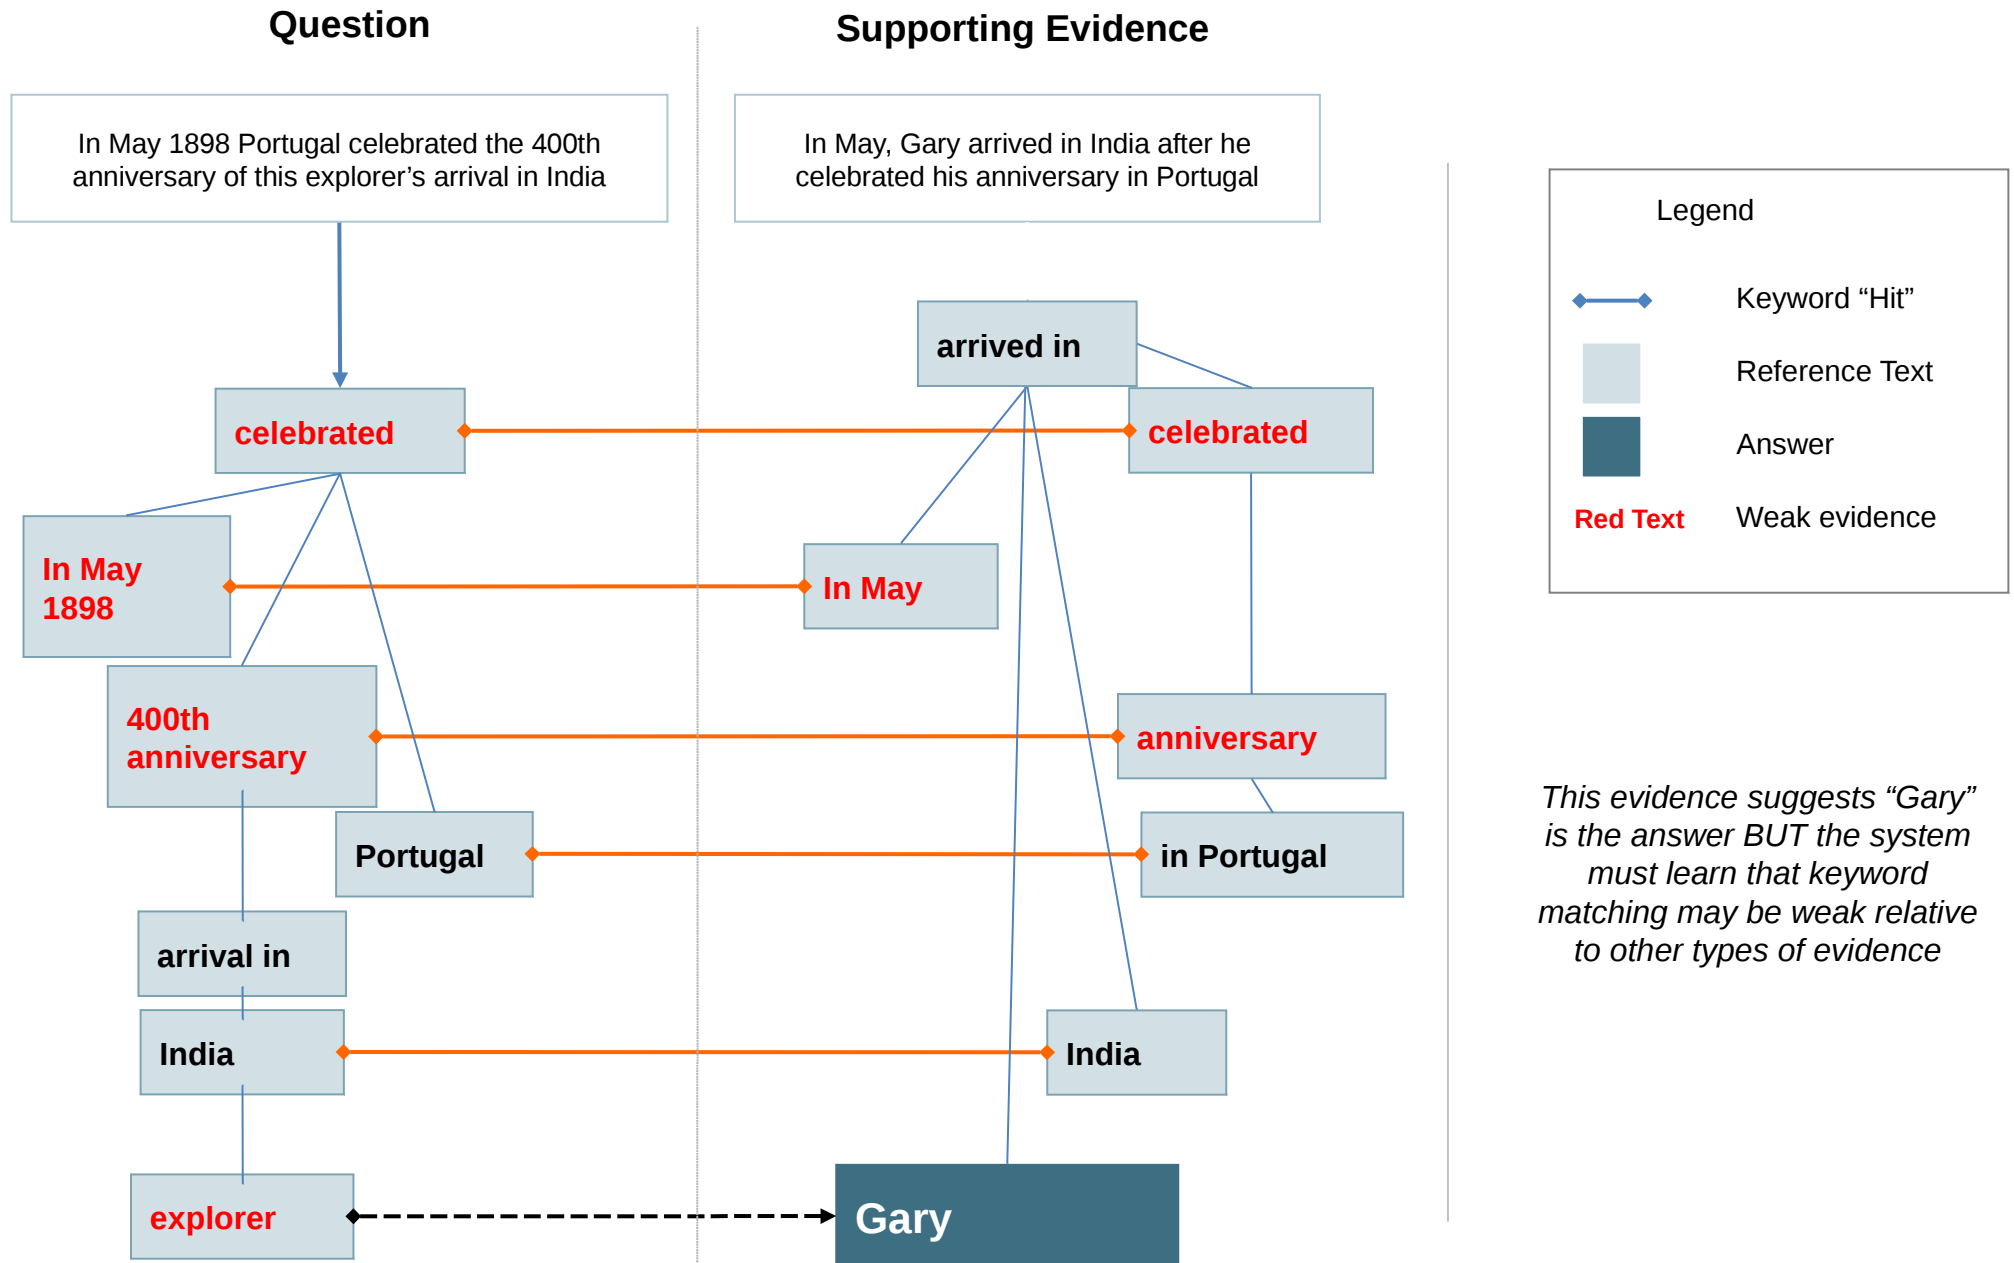 Question
Supporting Evidence
In May 1898 Portugal celebrated the 400th
anniversary of this explorer’s arrival in India
In May, Gary arrived in India after he
celebrated his anniversary in Portugal
Legend
Keyword “Hit”
Reference Text
Answer
Red Text
Weak evidence
arrived in
celebrated
celebrated
In May
1898
In May
400th
anniversary
anniversary
Portugal
in Portugal
arrival in
India
India
explorer
Gary
This evidence suggests “Gary”
is the answer BUT the system
must learn that keyword
matching may be weak relative
to other types of evidence